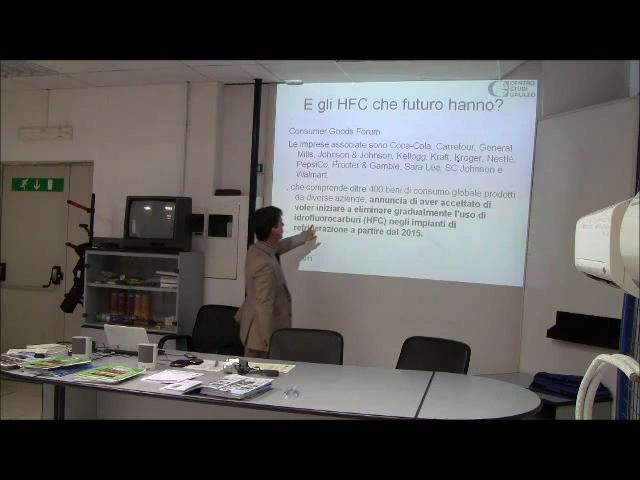 CENTRO
STUDI
GALILEO
E gli HFC che futuro hanno?
Consumer Goods Forum
Le imprese associate sono Coca-Cola, Carrefour, General
Mills, Johnson & Johnson, Kellogg, Kraft, Kroger, Nestlé,
PepsiCo, Procter & Gamble, Sara Lee, SC Johnson e
Walmart.
che comprende oltre 400 beni di consumo globale prodotti
da diverse aziende, annuncia di aver accettato di
voler iniziare a eliminare gradualmente l'uso di
idrofluorocarburi (HFC) negli impianti di
refrigerazione a partire dal 2015.